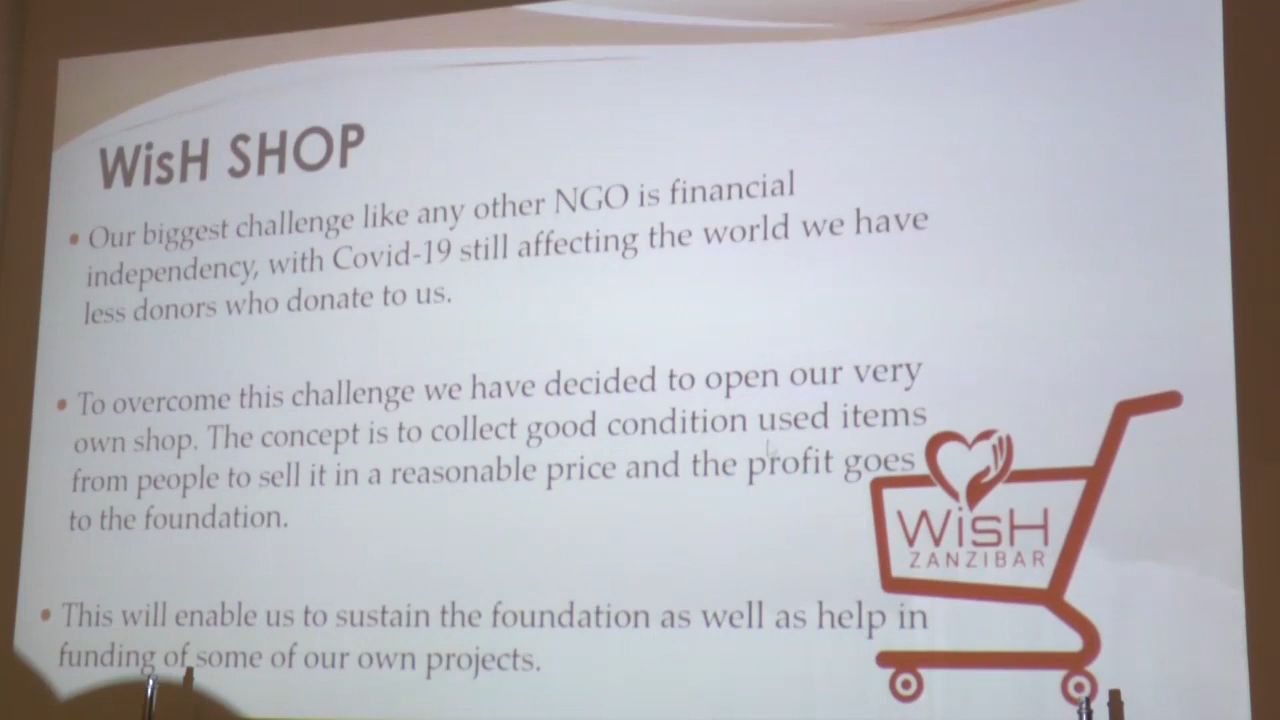 WisH SHOP
• Our biggest challenge like any other NGO is financial
independency, with Covid-19 still affecting the world we have
less donors who donate to us.
• To overcome this challenge we have decided to open our very
own shop. The concept is to collect good condition used items
from people to sell it in a reasonable price and the profit goes
to the foundation.
• This will enable us to sustain the foundation as well as help in
funding of some of our own projects.
WisH
ZANZIBAR